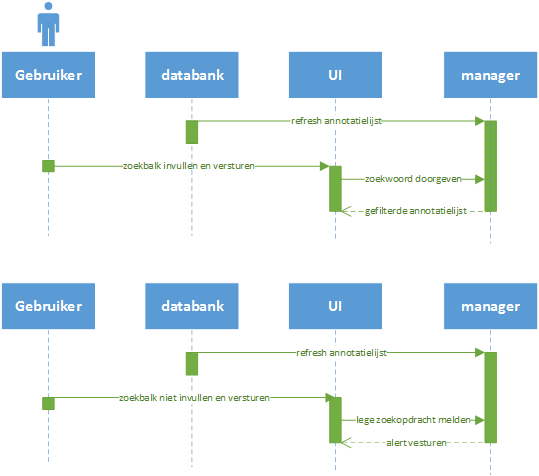 Gebruiker databank UI manager
refresh annotatielijst
zoekbalk invullen en versturen
zoekwoord doorgeven
gefilterde annotatielijst
Gebruiker databank UI manager
refresh annotatielijst
zoekbalk niet invullen en versturen
lege zoekopdracht melden
alert vesturen